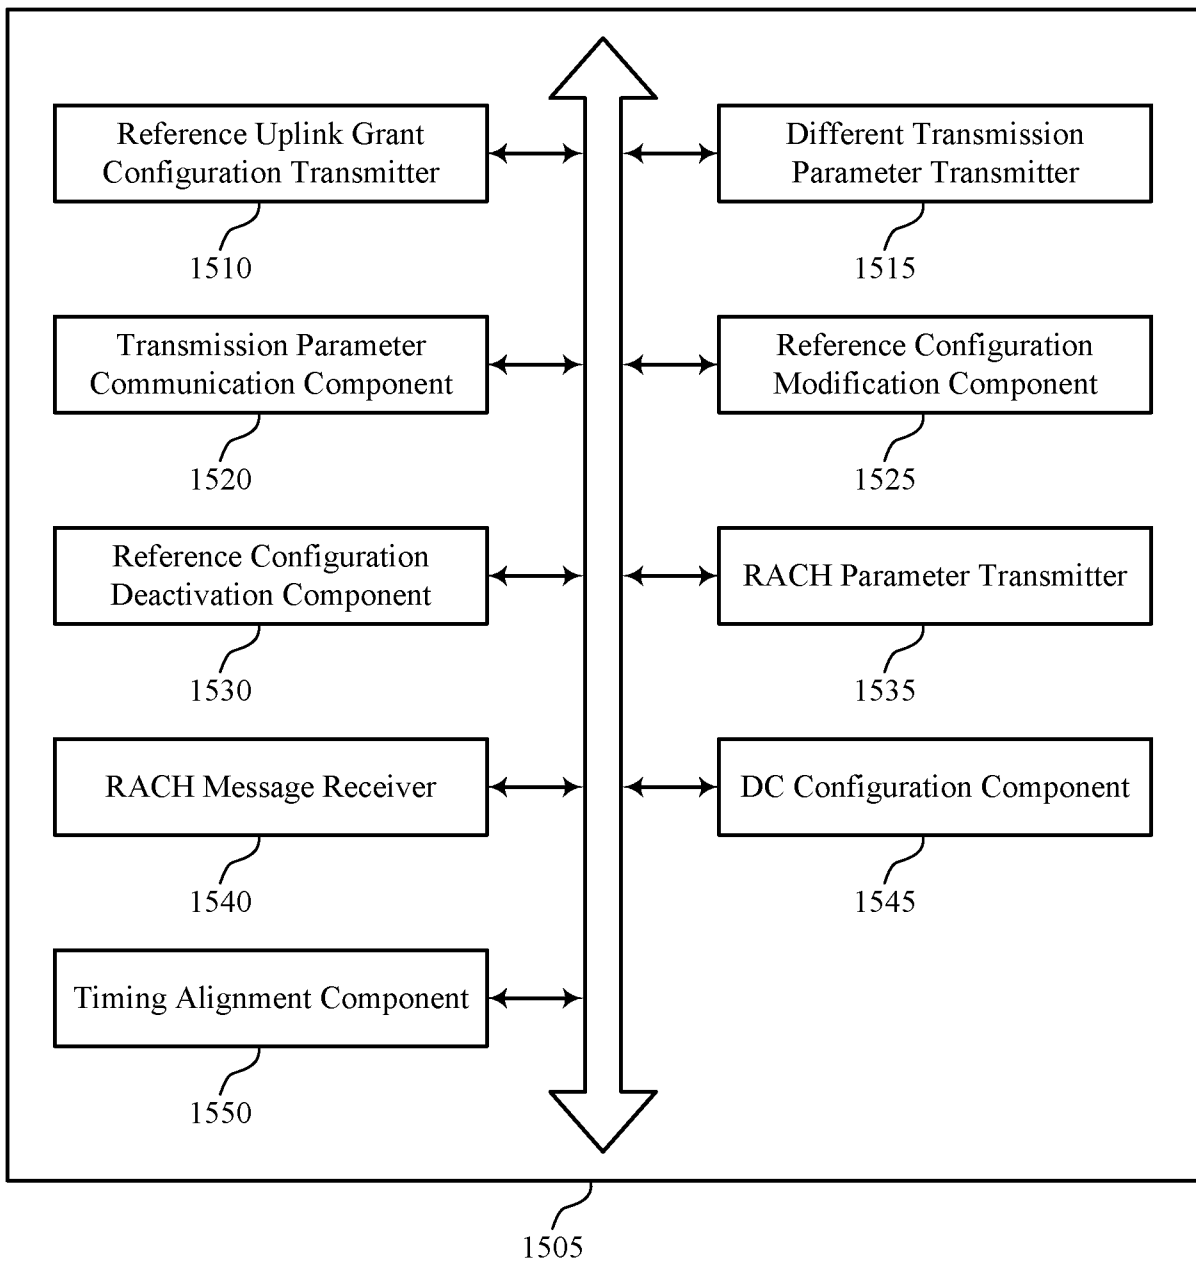 Reference Uplink Grant
Configuration Transmitter
1510
Different Transmission
Parameter Transmitter
1515
Transmission Parameter
Communication Component
1520
Reference Configuration
Modification Component
1525
Reference Configuration
Deactivation Component
1530
RACH Parameter Transmitter
1535
RACH Message Receiver
1540
DC Configuration Component
1545
Timing Alignment Component
1550
1505